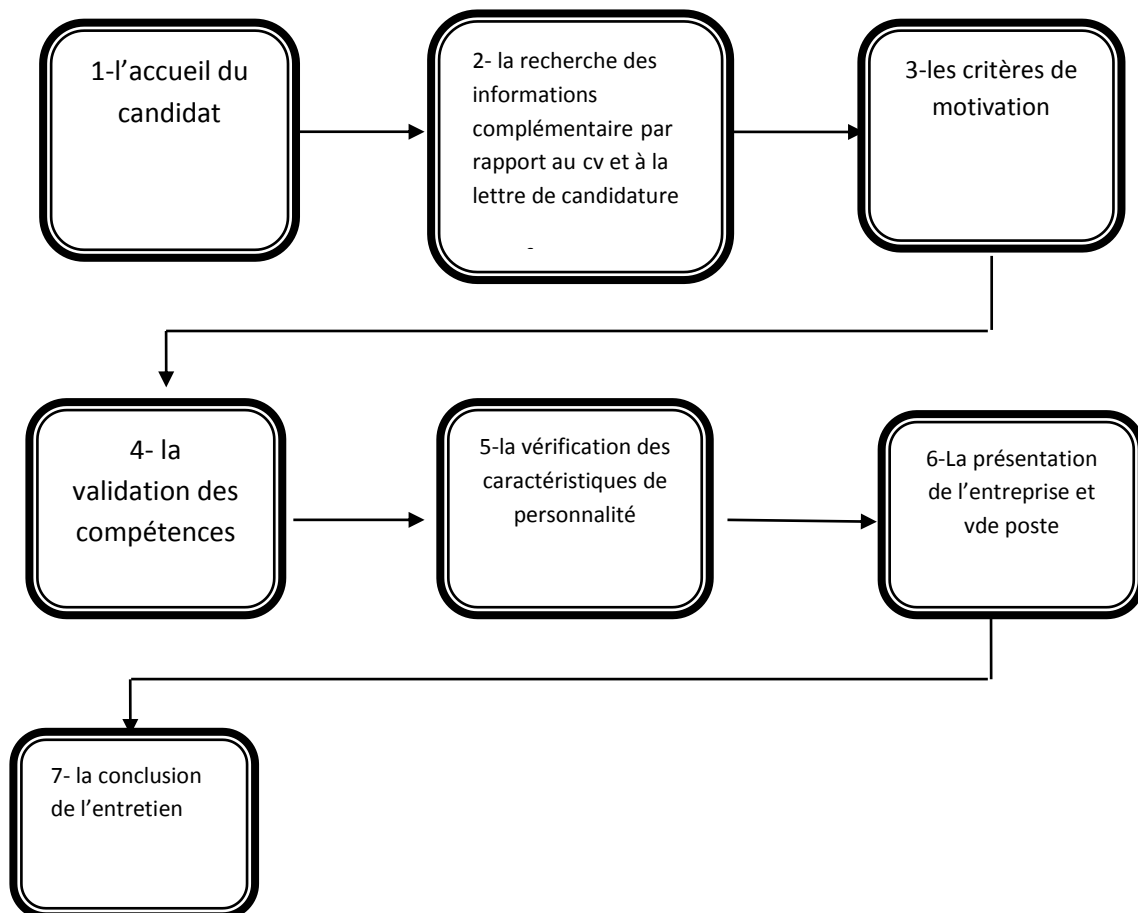 1-l’accueil du
candidat
2- la recherche des
informations
complémentaire par
rapport au cv et à la
lettre de candidature
-
3-les critères de
motivation
4- la
validation des
compétences
5-la vérification des
caractéristiques de
personnalité
6-La présentation
de l’entreprise et
vde poste
7- la conclusion
de l’entretien